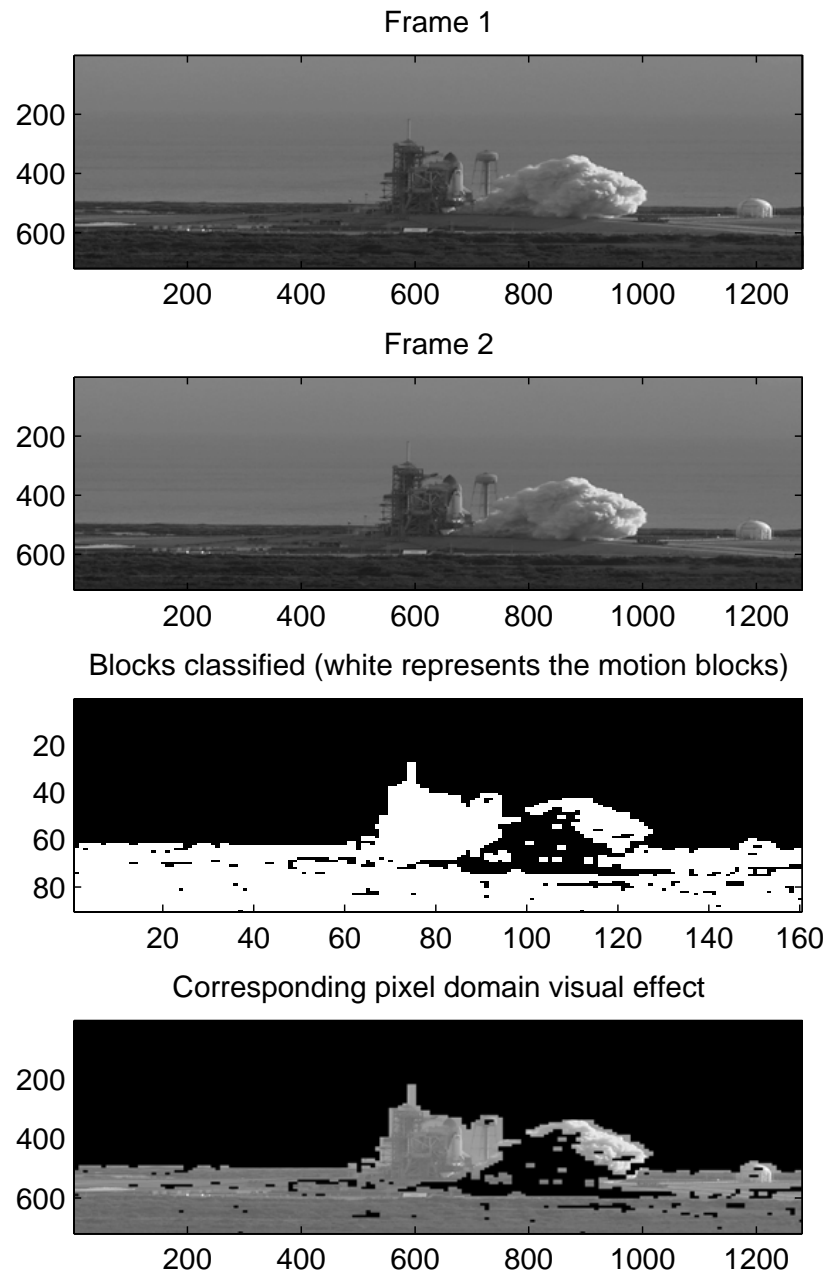 Frame 1
200
400
600
200 400 600 800 1000 1200
Frame 2
200
400
600
200 400 600 800 1000 1200
Blocks classified (white represents the motion blocks)
20
40
60
80
20 40 60 80 100 120 140 160
Corresponding pixel domain visual effect
200
400
600
200 400 600 800 1000 1200